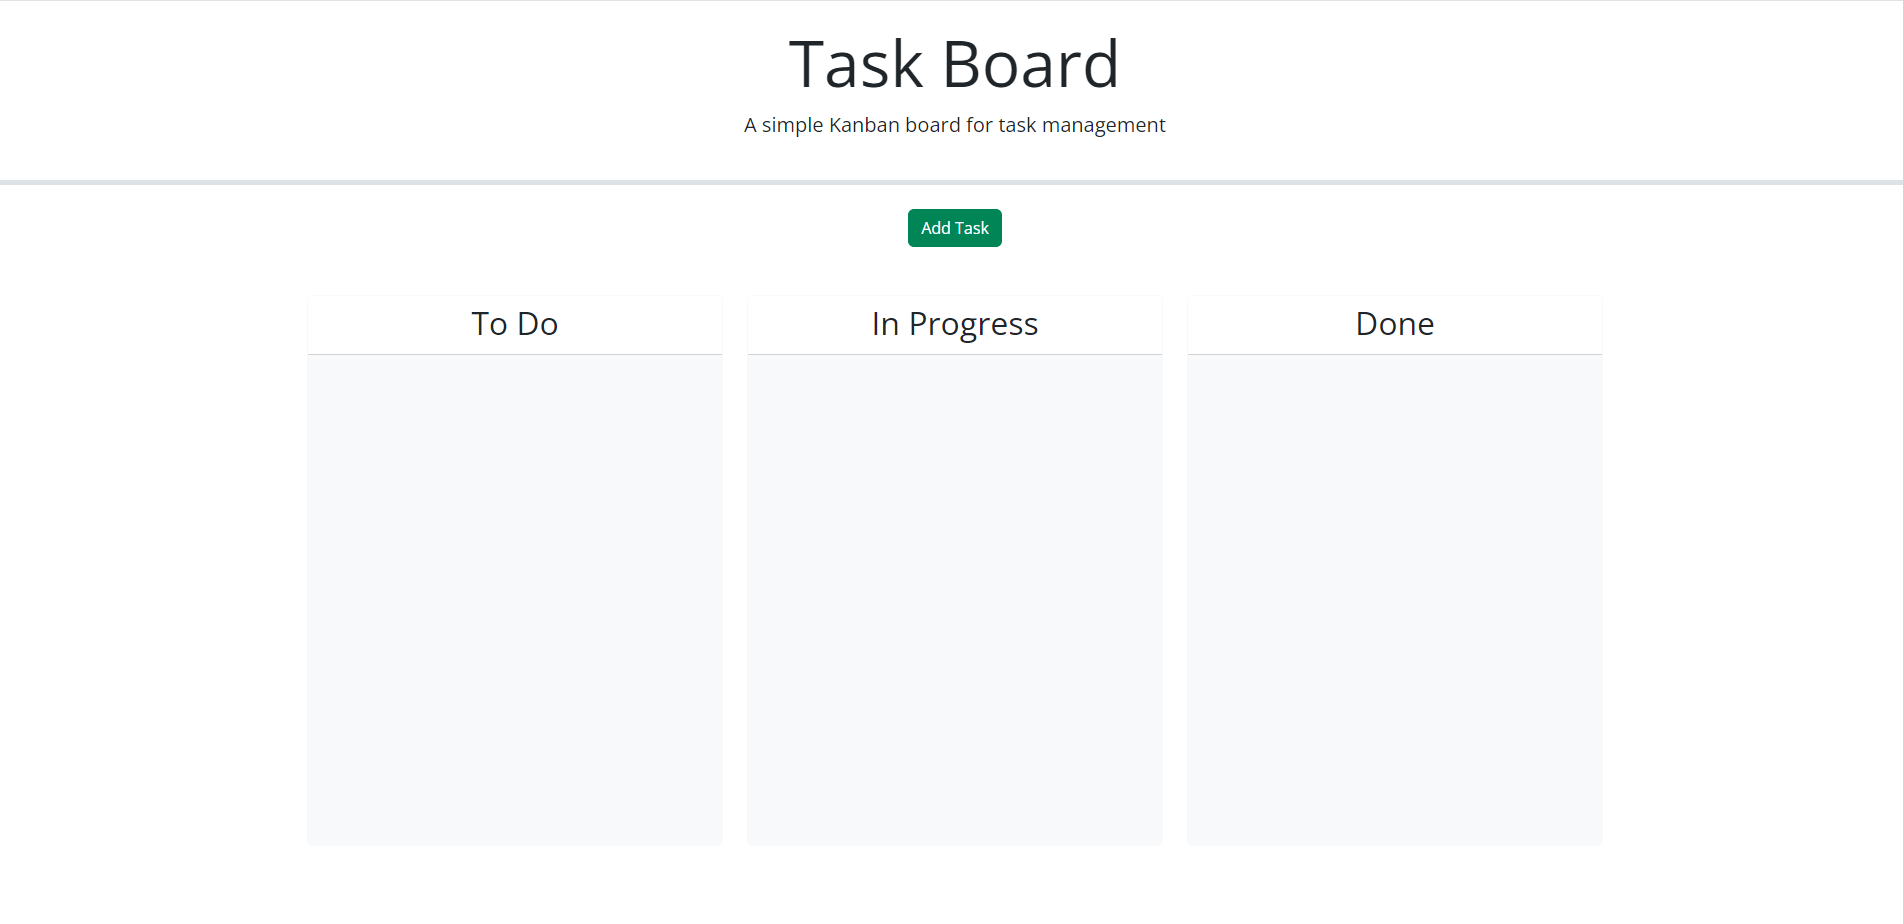 Task Board
A simple Kanban board for task management
Add Task
To Do
In Progress
Done